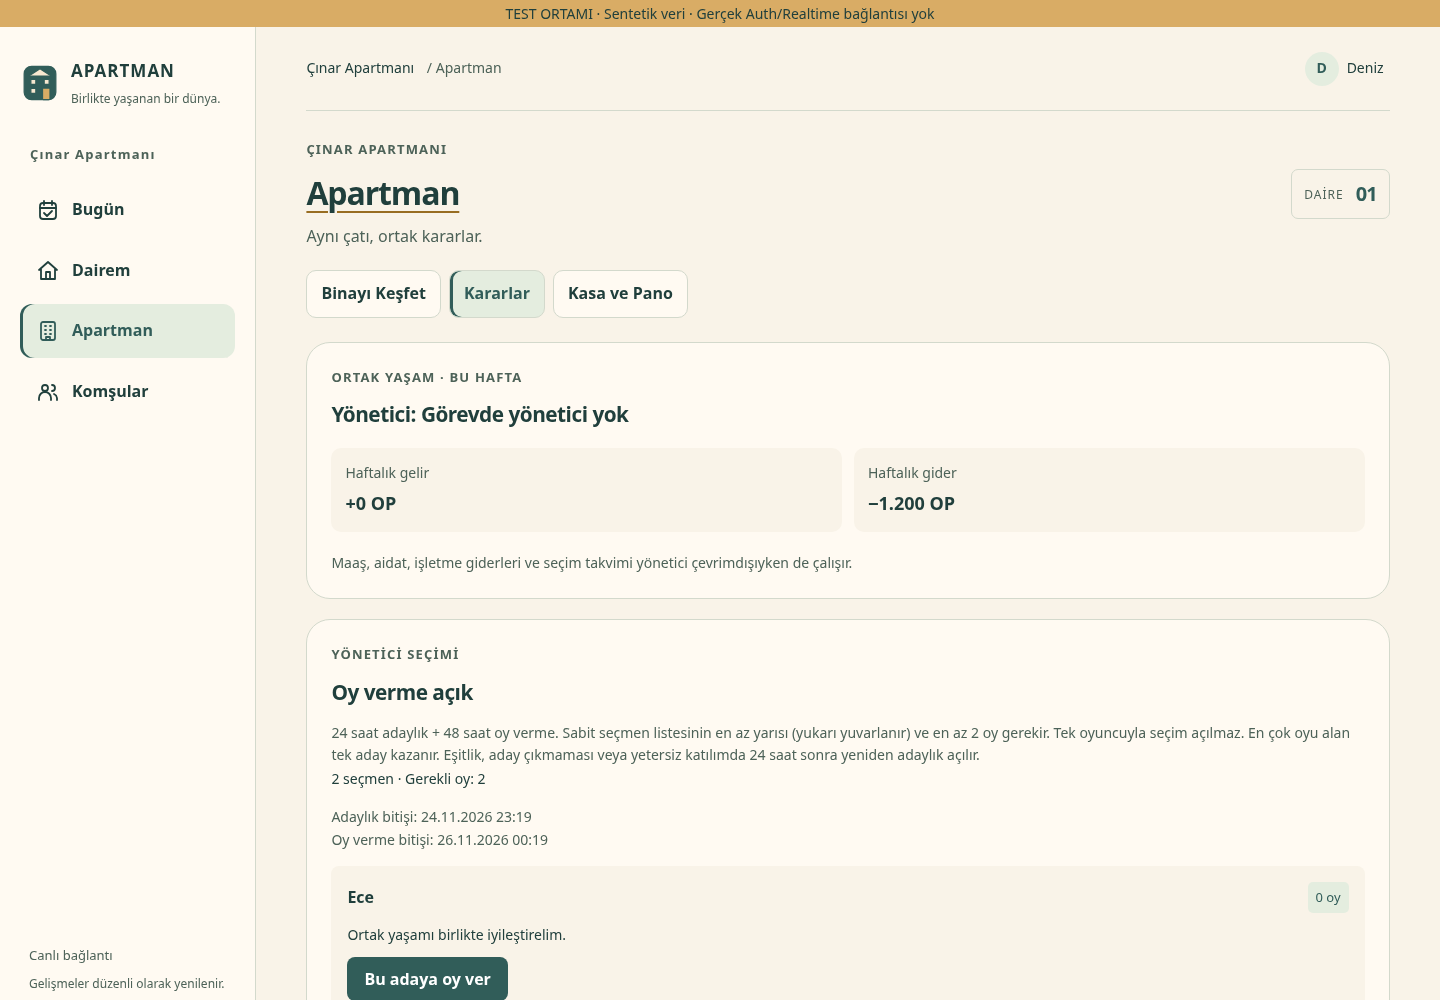 TEST ORTAMI · Sentetik veri · Gerçek Auth/Realtime bağlantısı yok
APARTMAN
Birlikte yaşanan bir dünya.
Çınar Apartmanı
Bugün
Dairem
Apartman
Komşular
Canlı bağlantı
Gelişmeler düzenli olarak yenilenir.
Çınar Apartmanı / Apartman
D Deniz
ÇINAR APARTMANI
Apartman
DAİRE 01
Aynı çatı, ortak kararlar.
Binayı Keşfet Kararlar Kasa ve Pano
ORTAK YAŞAM · BU HAFTA
Yönetici: Görevde yönetici yok
Haftalık gelir
+0 OP
Haftalık gider
−1.200 OP
Maaş, aidat, işletme giderleri ve seçim takvimi yönetici çevrimdışıyken de çalışır.
YÖNETİCİ SEÇİMİ
Oy verme açık
24 saat adaylık + 48 saat oy verme. Sabit seçmen listesinin en az yarısı (yukarı yuvarlanır) ve en az 2 oy gerekir. Tek oyuncuyla seçim açılmaz. En çok oyu alan
tek aday kazanır. Eşitlik, aday çıkmaması veya yetersiz katılımda 24 saat sonra yeniden adaylık açılır.
2 seçmen · Gerekli oy: 2
Adaylık bitişi: 24.11.2026 23:19
Oy verme bitişi: 26.11.2026 00:19
Ece
0 oy
Ortak yaşamı birlikte iyileştirelim.
Bu adaya oy ver